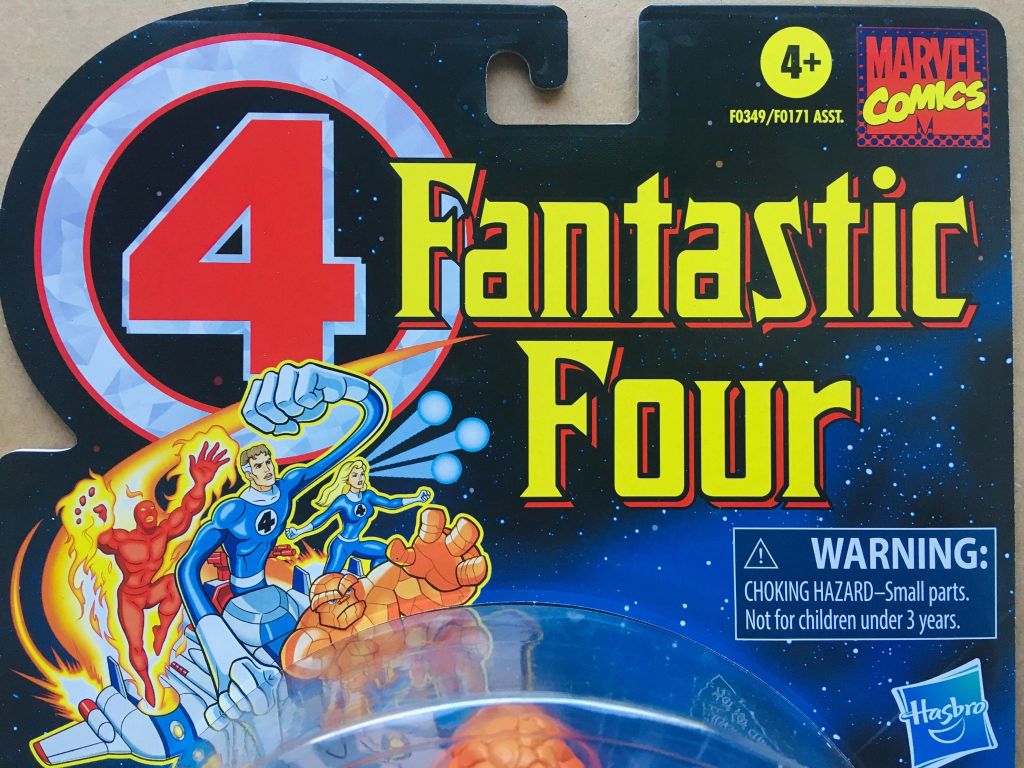 4+
MARVEL
COMICS
M
F0349/F0171 ASST.
4
Fantastic
Four
4
4
WARNING:
CHOKING HAZARD–Small parts.
Not for children under 3 years.
Hasbro